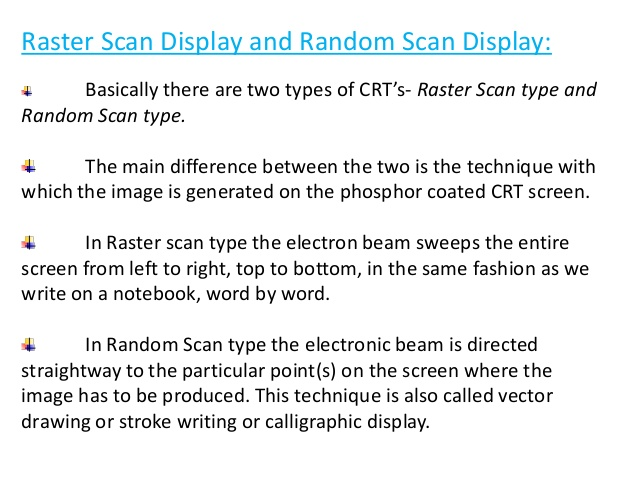 Raster Scan Display and Random Scan Display:
Basically there are two types of CRT’s- Raster Scan type and
Random Scan type.
The main difference between the two is the technique with
which the image is generated on the phosphor coated CRT screen.
In Raster scan type the electron beam sweeps the entire
screen from left to right, top to bottom, in the same fashion as we
write on a notebook, word by word.
In Random Scan type the electronic beam is directed
straightway to the particular point(s) on the screen where the
image has to be produced. This technique is also called vector
drawing or stroke writing or calligraphic display.